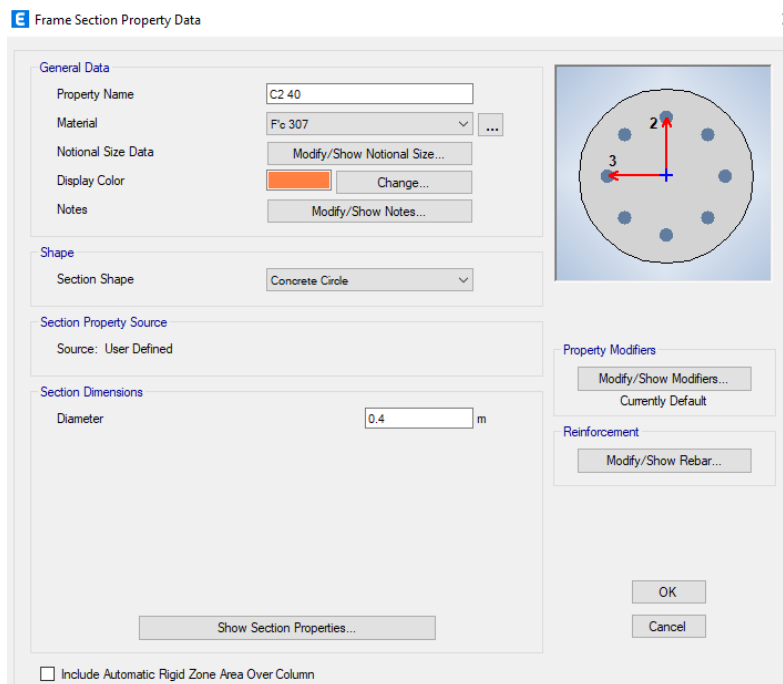 E Frame Section Property Data
General Data
Property Name C2 40
Material F'c 307 ...
Notional Size Data Modify/Show Notional Size...
Display Color Change...
Notes Modify/Show Notes...
2
3
Shape
Section Shape Concrete Circle
Section Property Source
Source: User Defined
Property Modifiers
Modify/Show Modifiers...
Currently Default
Section Dimensions
Diameter 0.4 m
Reinforcement
Modify/Show Rebar...
OK
Show Section Properties...
Cancel
Include Automatic Rigid Zone Area Over Column